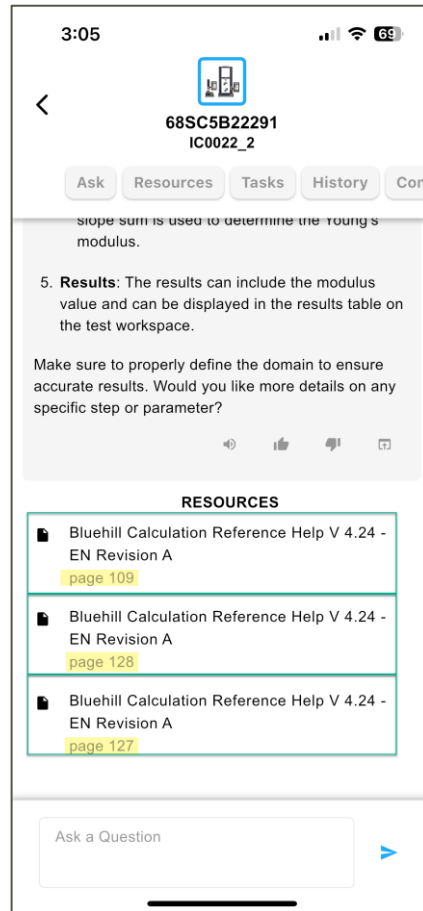 3:05
69
68SC5B22291
IC0022_2
Ask Resources Tasks History Con
slope sum is used to determine the Young's
modulus.
5. Results: The results can include the modulus
value and can be displayed in the results table on
the test workspace.
Make sure to properly define the domain to ensure
accurate results. Would you like more details on any
specific step or parameter?
RESOURCES
Bluehill Calculation Reference Help V 4.24 -
EN Revision A
page 109
Bluehill Calculation Reference Help V 4.24 -
EN Revision A
page 128
Bluehill Calculation Reference Help V 4.24 -
EN Revision A
page 127
Ask a Question